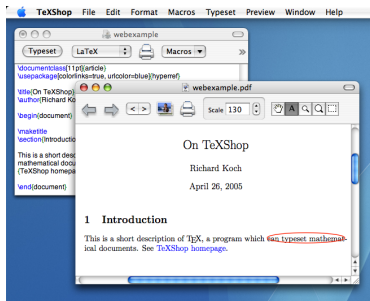 TeXShop File Edit Format Macros Typeset Preview Window Help
webexample
Typeset LaTeX Macros »
\documentclass[11pt]{article}
\usepackage[colorlinks=true, urlcolor=blue]{hyperref}
\title{On TeXShop}
\author{Richard Ko
\begin{document}
\maketitle
\section{Introductio
This is a short desc
mathematical docu
{TeXShop homepa
\end{document}
webexample.pdf
< > Scale 130 A
On TeXShop
Richard Koch
April 26, 2005
1 Introduction
This is a short description of TEX, a program which can typeset mathemat-
ical documents. See TeXShop homepage.